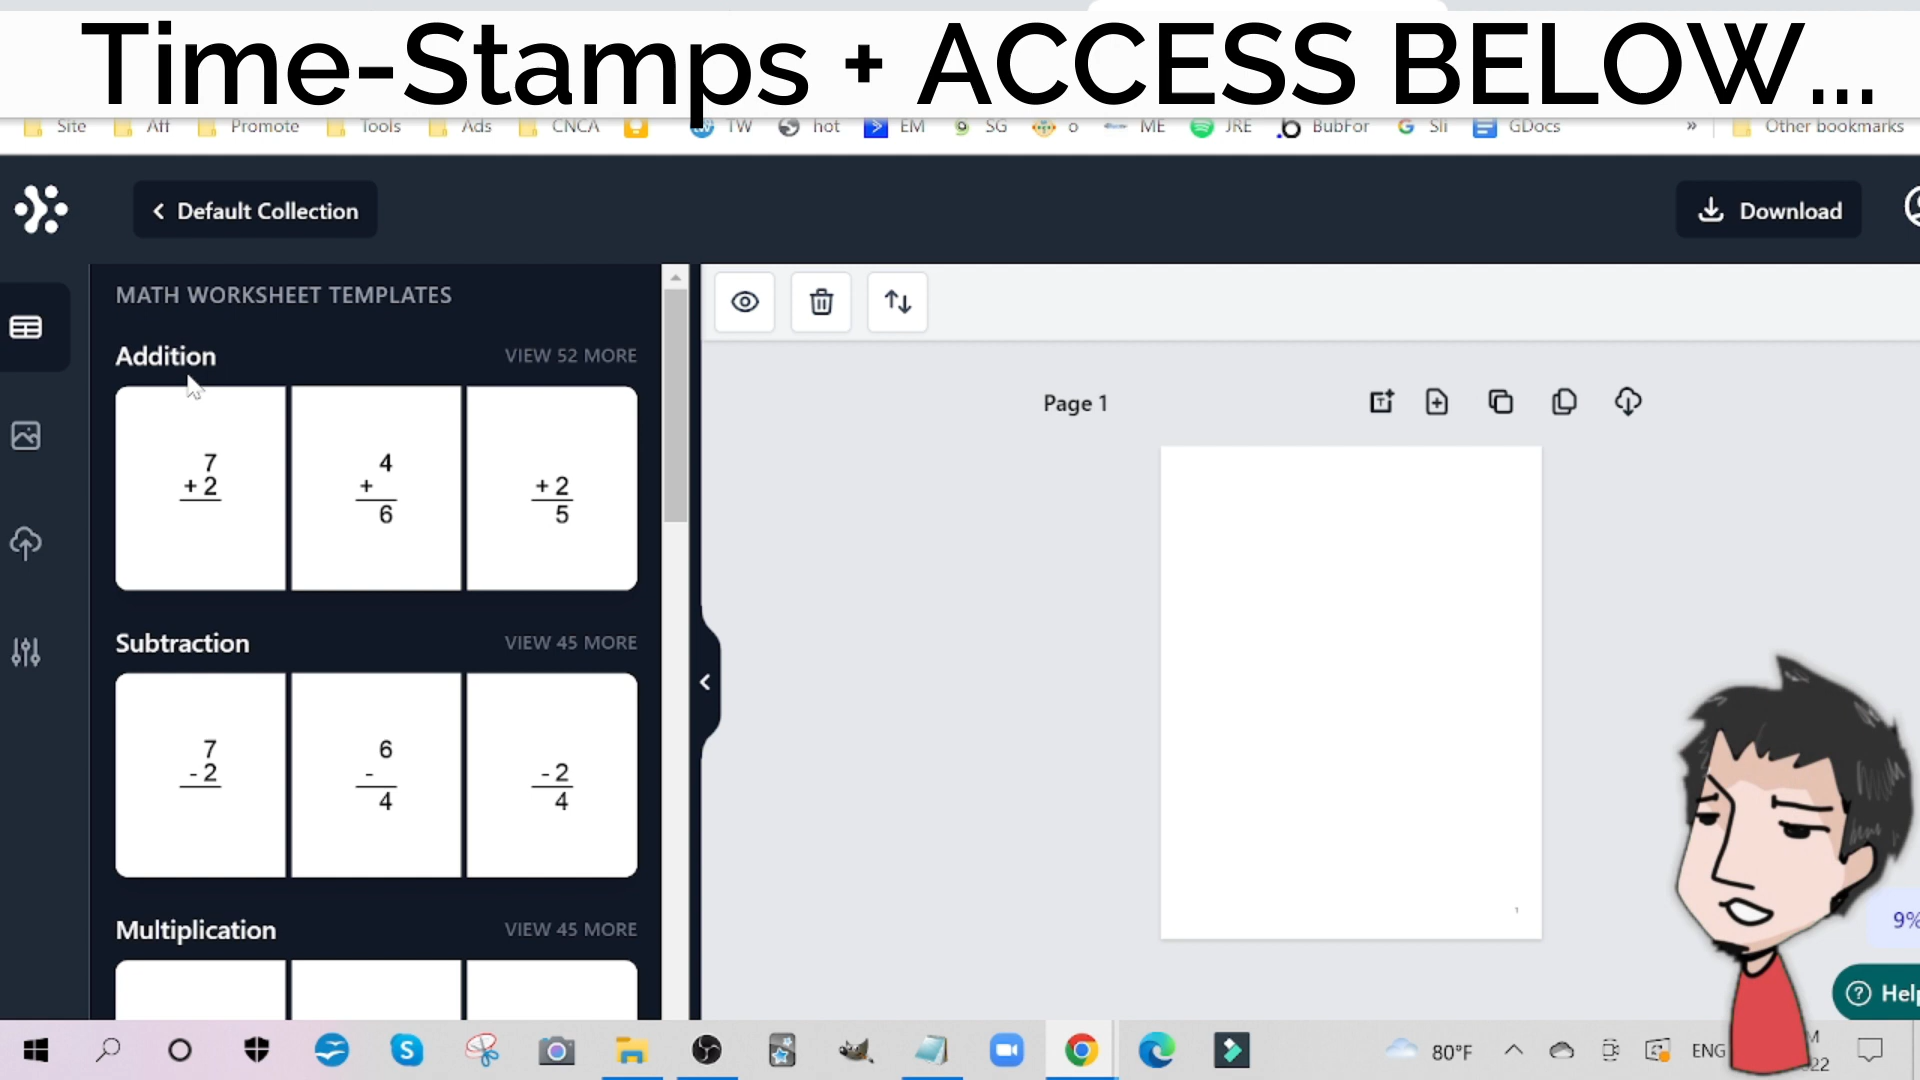 Time-Stamps + ACCESS BELOW...
Site Aff Promote Tools Ads CNCA TW hot EM SG o ME JRE BubFor Sli GDocs » Other bookmarks
Default Collection
Download
MATH WORKSHEET TEMPLATES
Addition VIEW 52 MORE
7
+ 2
4
+
6
+ 2
5
Subtraction VIEW 45 MORE
7
- 2
6
-
4
- 2
4
Multiplication VIEW 45 MORE
Page 1
1
9%
Help
80°F ENG